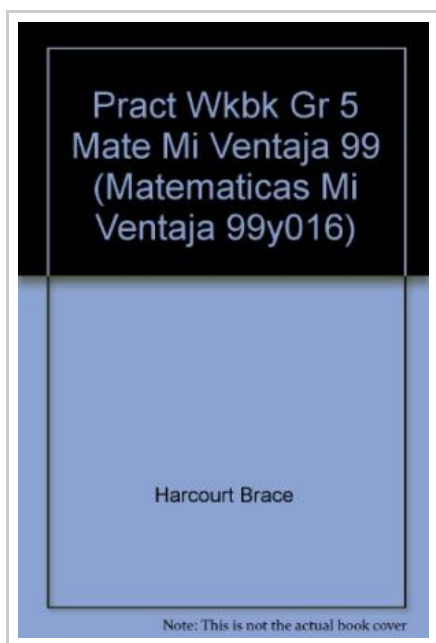 Pract Wkbk Gr 5
Mate Mi Ventaja 99
(Matematicas Mi
Ventaja 99y016)
Harcourt Brace
Note: This is not the actual book cover